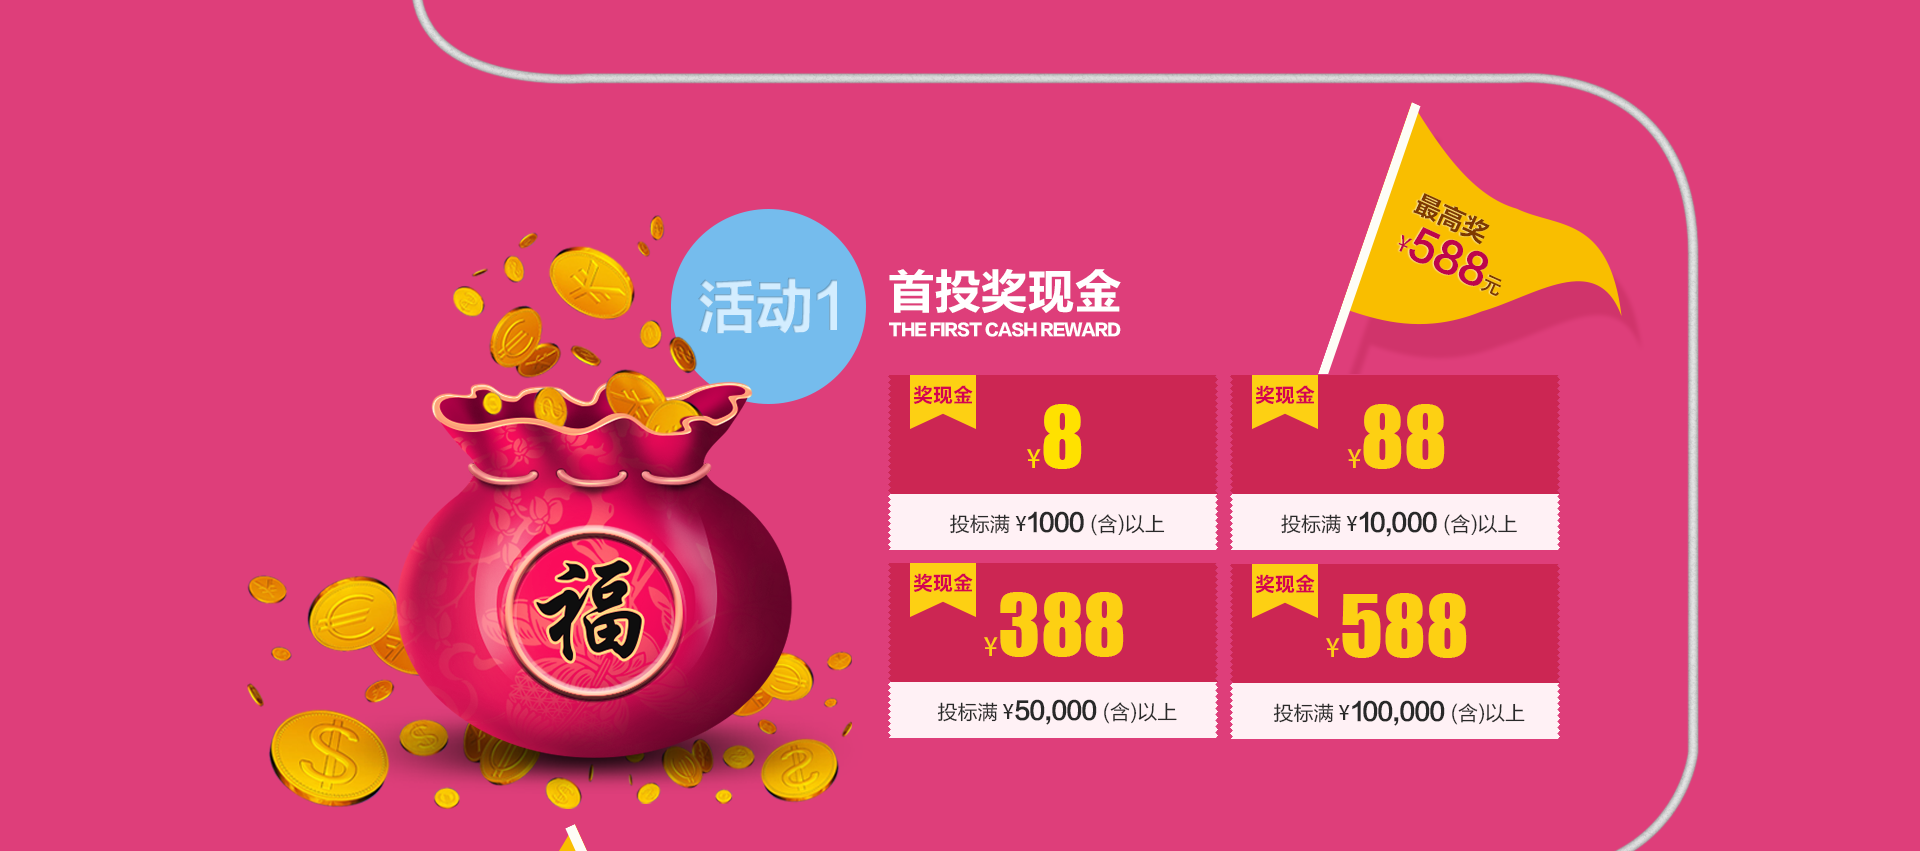 最高奖
¥588元
活动1
首投奖现金
THE FIRST CASH REWARD
奖现金
¥8
投标满 ¥1000 (含)以上
奖现金
¥88
投标满 ¥10,000 (含)以上
奖现金
¥388
投标满 ¥50,000 (含)以上
奖现金
¥588
投标满 ¥100,000 (含)以上
福